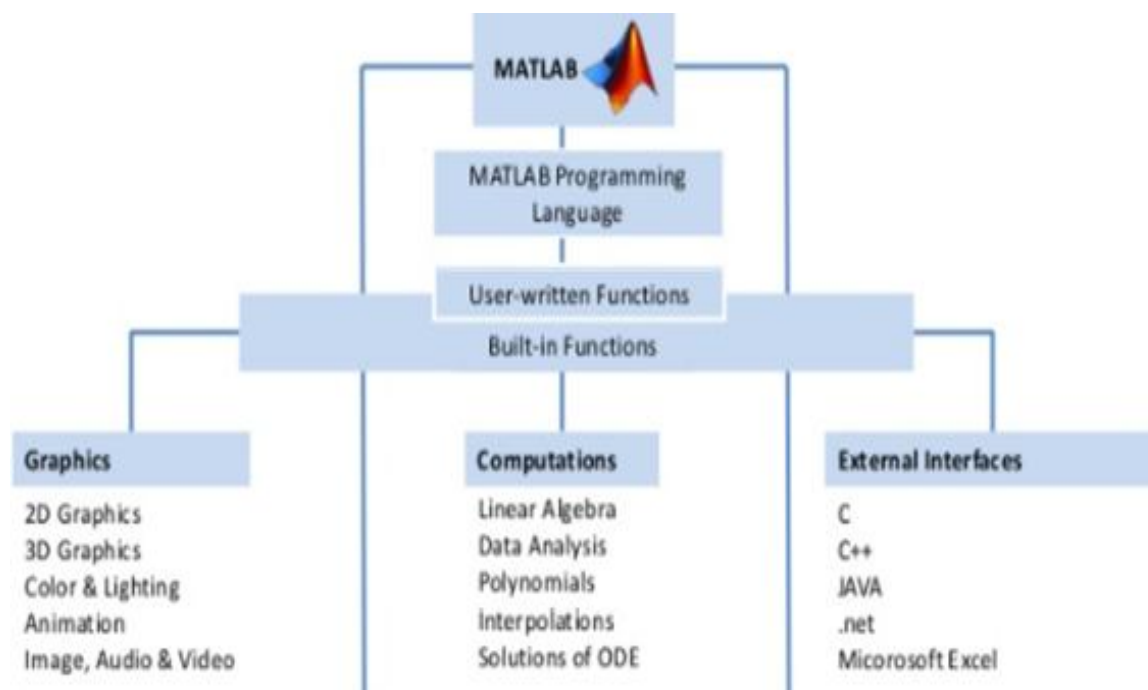 MATLAB
MATLAB Programming
Language
User-written Functions
Built-in Functions
Graphics
2D Graphics
3D Graphics
Color & Lighting
Animation
Image, Audio & Video
Computations
Linear Algebra
Data Analysis
Polynomials
Interpolations
Solutions of ODE
External Interfaces
C
C++
JAVA
.net
Micorosoft Excel